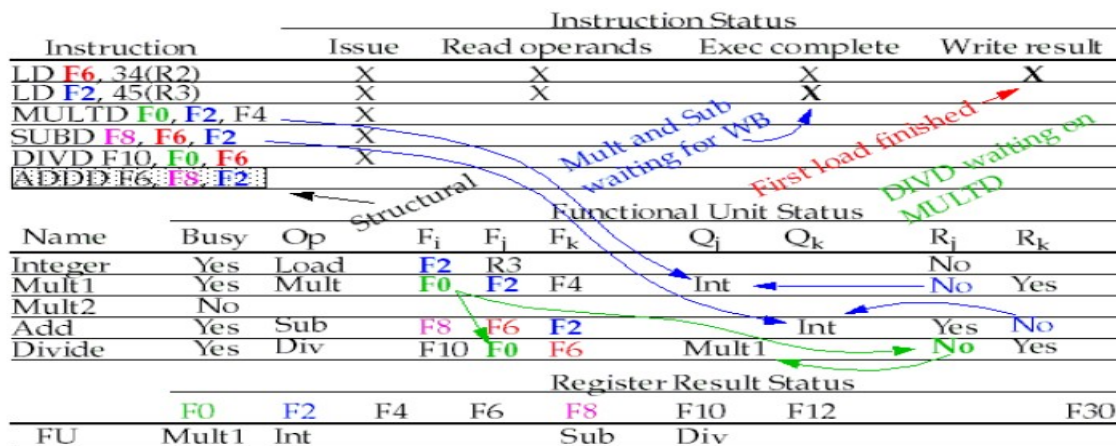 Instruction Status
Instruction Issue Read operands Exec complete Write result
LD F6, 34(R2) X X X X
LD F2, 45(R3) X X X
MULTD F0, F2, F4 X
SUBD F8, F6, F2 X
DIVD F10, F0, F6 X
ADDD F6, F8, F2
Mult and Sub
waiting for WB
First load finished
DIVD waiting on
MULTD
Structural
Functional Unit Status
Name Busy Op Fi Fj Fk Qj Qk Rj Rk
Integer Yes Load F2 R3 No
Mult1 Yes Mult F0 F2 F4 Int No Yes
Mult2 No
Add Yes Sub F8 F6 F2 Int Yes No
Divide Yes Div F10 F0 F6 Mult1 No Yes
Register Result Status
F0 F2 F4 F6 F8 F10 F12 F30
FU Mult1 Int Sub Div